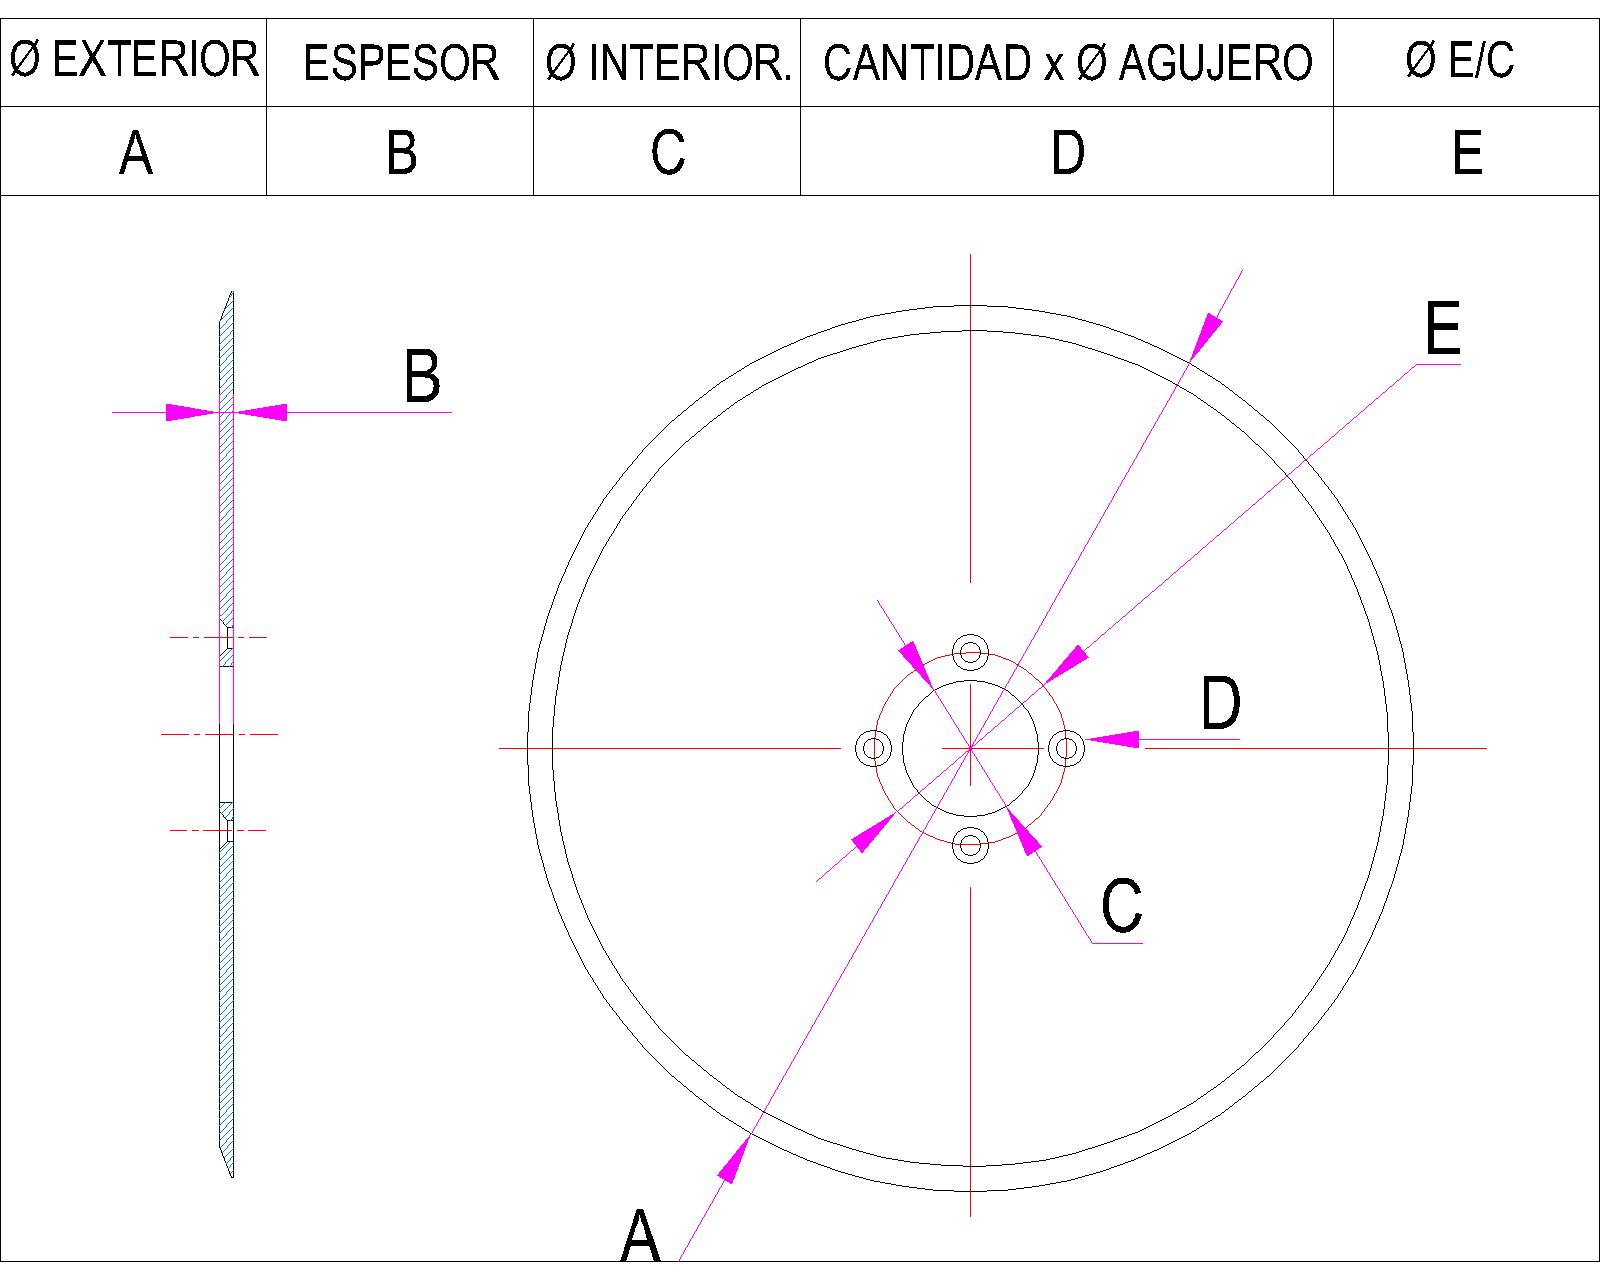 Ø EXTERIOR ESPESOR Ø INTERIOR. CANTIDAD x Ø AGUJERO Ø E/C
A B C D E
E
B
D
C
A